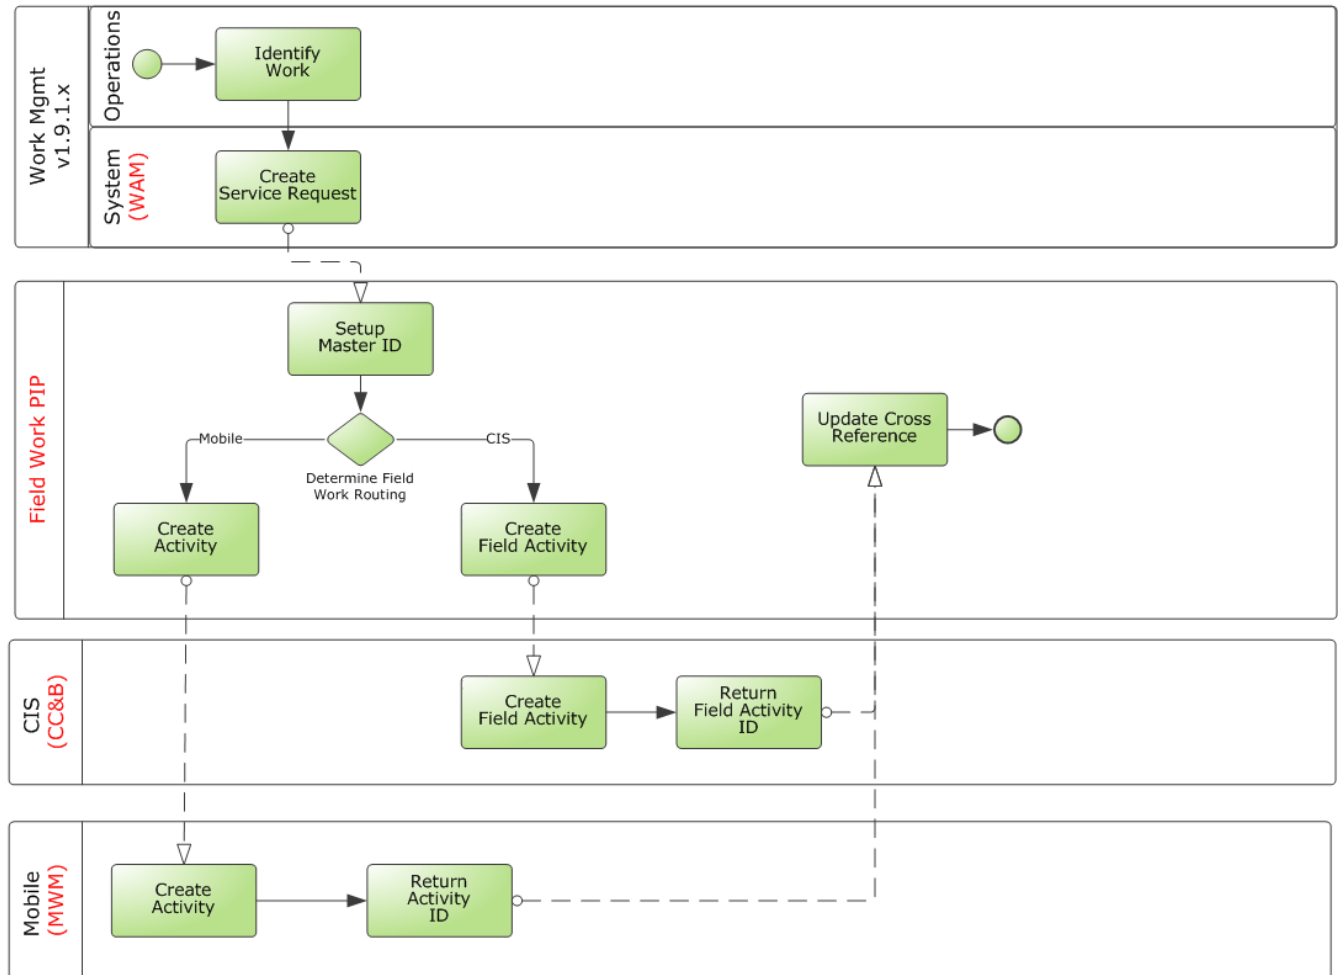 Work Mgmt
v1.9.1.x
Operations
Identify
Work
System
(WAM)
Create
Service Request
Field Work PIP
Setup
Master ID
Mobile
CIS
Determine Field
Work Routing
Update Cross
Reference
Create
Activity
Create
Field Activity
CIS
(CC&B)
Create
Field Activity
Return
Field Activity
ID
Mobile
(MWM)
Create
Activity
Return
Activity
ID